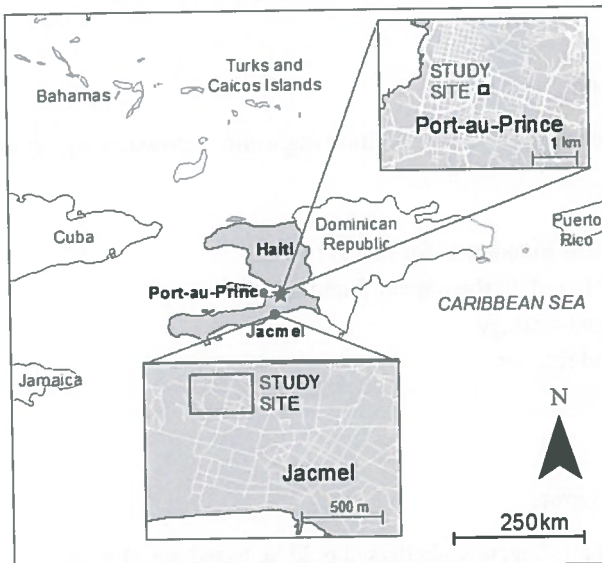 Turks and
Caicos Islands
Bahamas
STUDY
SITE
Port-au-Prince
1 km
Cuba
Haiti
Dominican
Republic
Puerto
Rico
Port-au-Prince
CARIBBEAN SEA
Jacmel
Jamaica
STUDY
SITE
Jacmel
500 m
N
250km